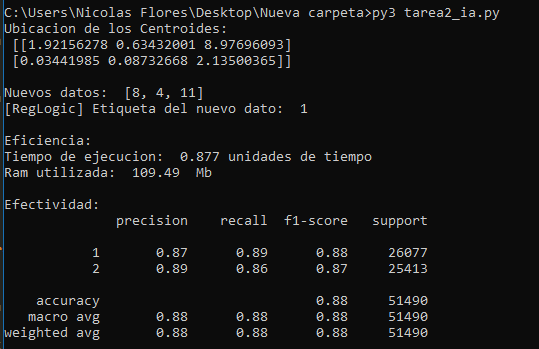 C:\Users\Nicolas Flores\Desktop\Nueva carpeta>py3 tarea2_ia.py
Ubicacion de los Centroides:
[[1.92156278 0.63432001 8.97696093]
[0.03441985 0.08732668 2.13500365]]
Nuevos datos:  [8, 4, 11]
[RegLogic] Etiqueta del nuevo dato:  1
Eficiencia:
Tiempo de ejecucion:  0.877 unidades de tiempo
Ram utilizada:  109.49  Mb
Efectividad:
precision    recall  f1-score   support
1       0.87      0.89      0.88     26077
2       0.89      0.86      0.87     25413
accuracy                           0.88     51490
macro avg       0.88      0.88      0.88     51490
weighted avg       0.88      0.88      0.88     51490